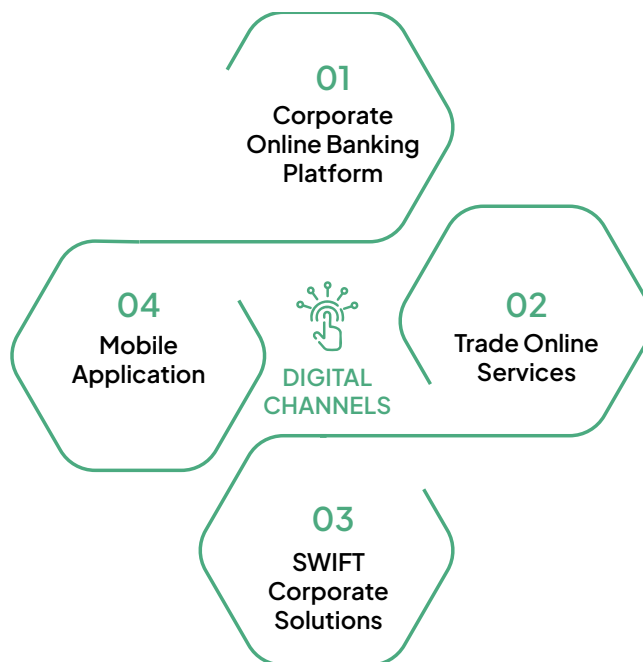 01
Corporate
Online Banking
Platform
02
Trade Online
Services
03
SWIFT
Corporate
Solutions
04
Mobile
Application
DIGITAL
CHANNELS